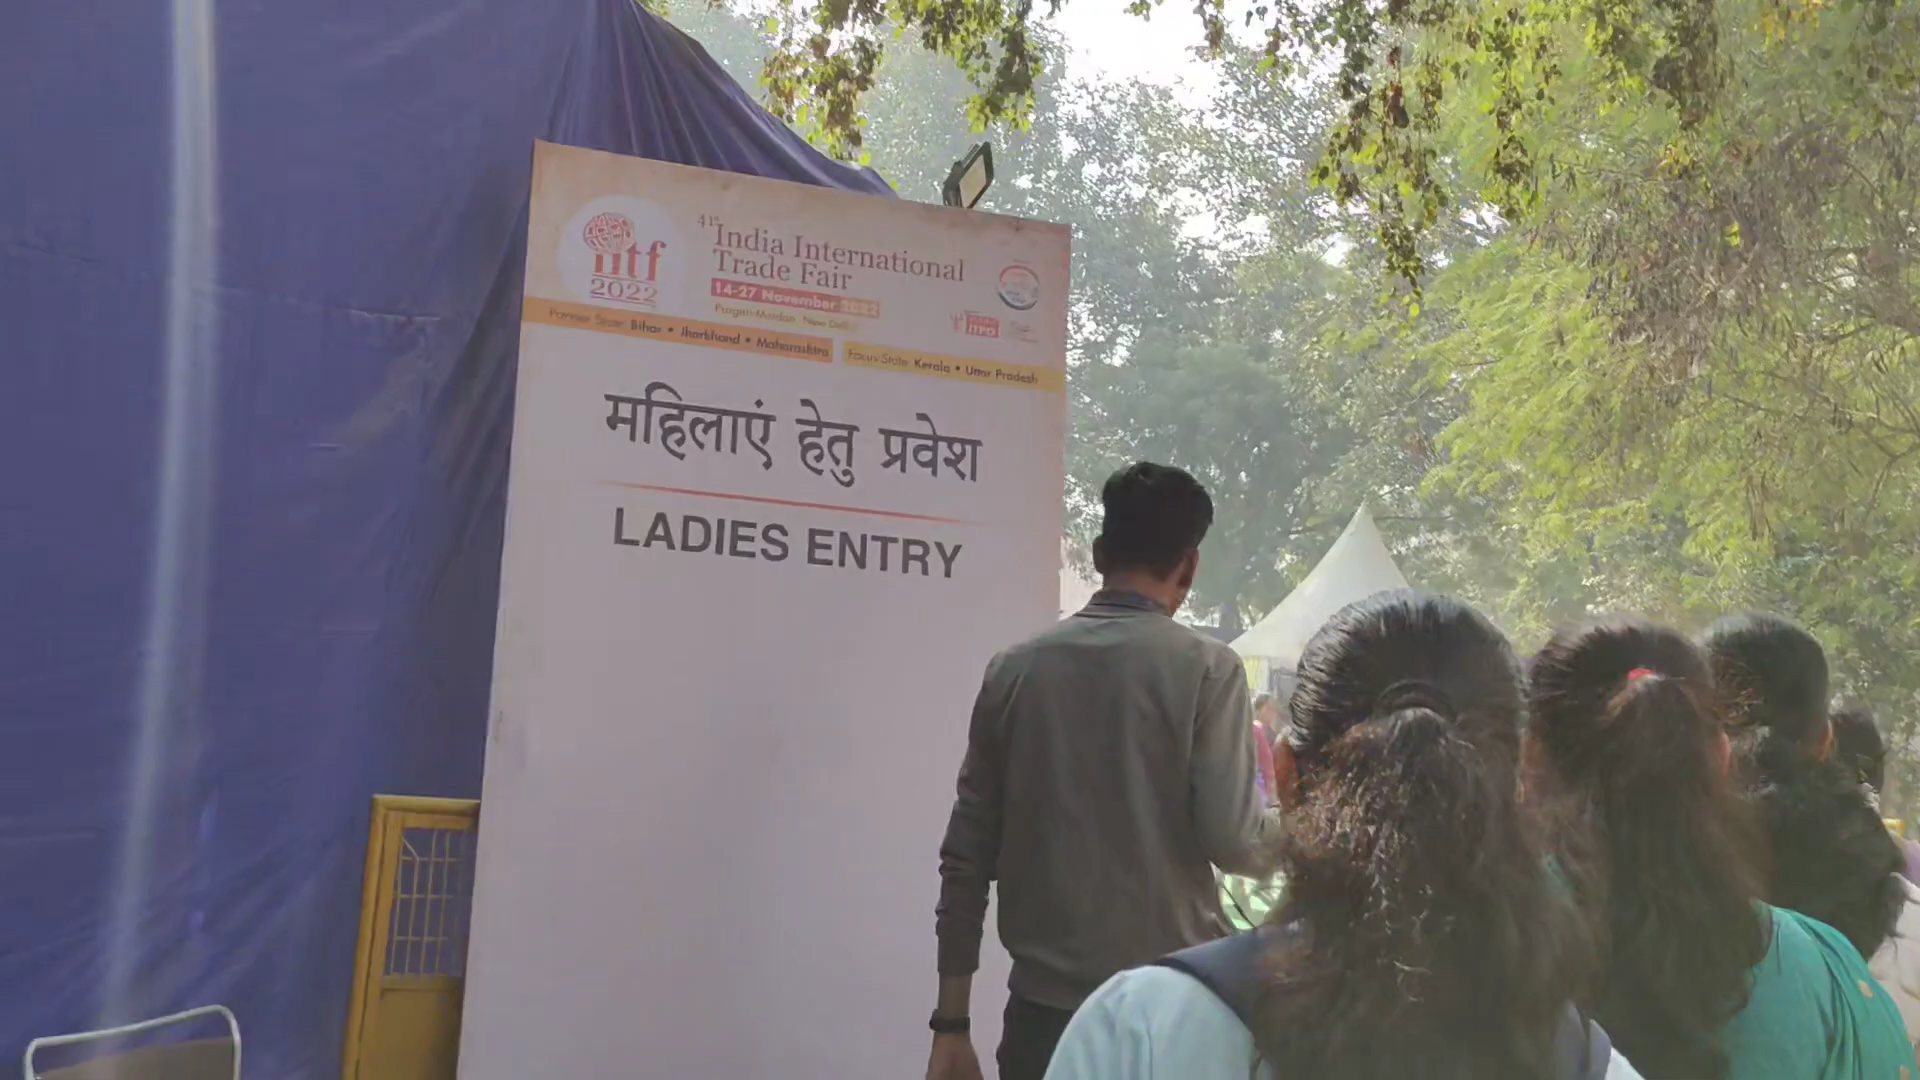 iitf
2022
41st
India International
Trade Fair
14-27 November 2022
Pragati Maidan, New Delhi
ITPO
Partner State: Bihar • Jharkhand • Maharashtra
Focus State: Kerala • Uttar Pradesh
महिलाएं हेतु प्रवेश
LADIES ENTRY